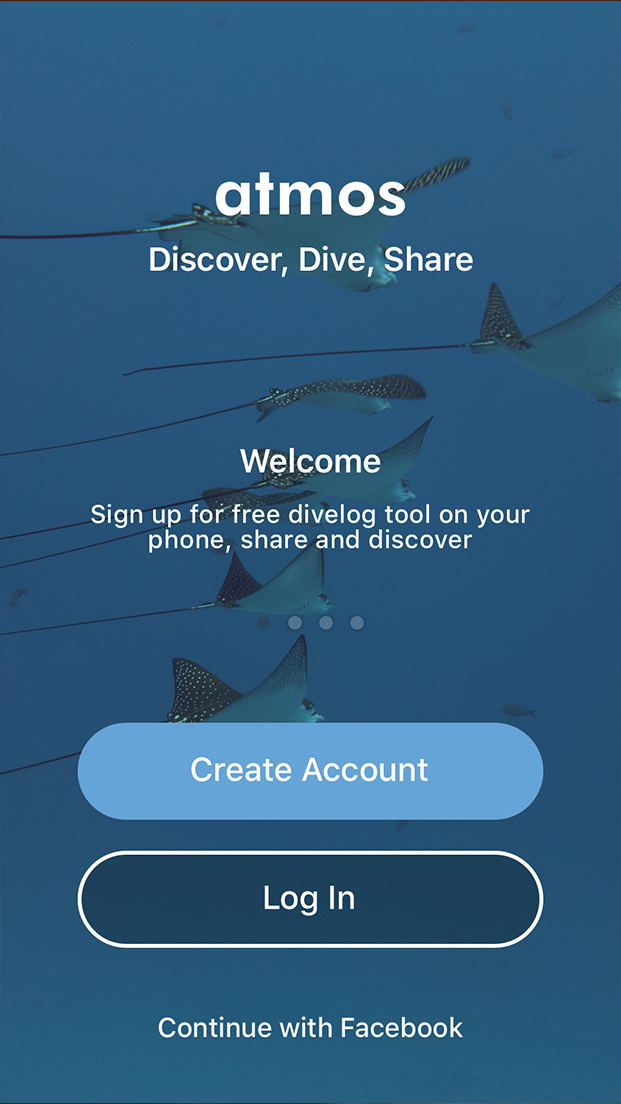 atmos
Discover, Dive, Share
Welcome
Sign up for free divelog tool on your
phone, share and discover
Create Account
Log In
Continue with Facebook